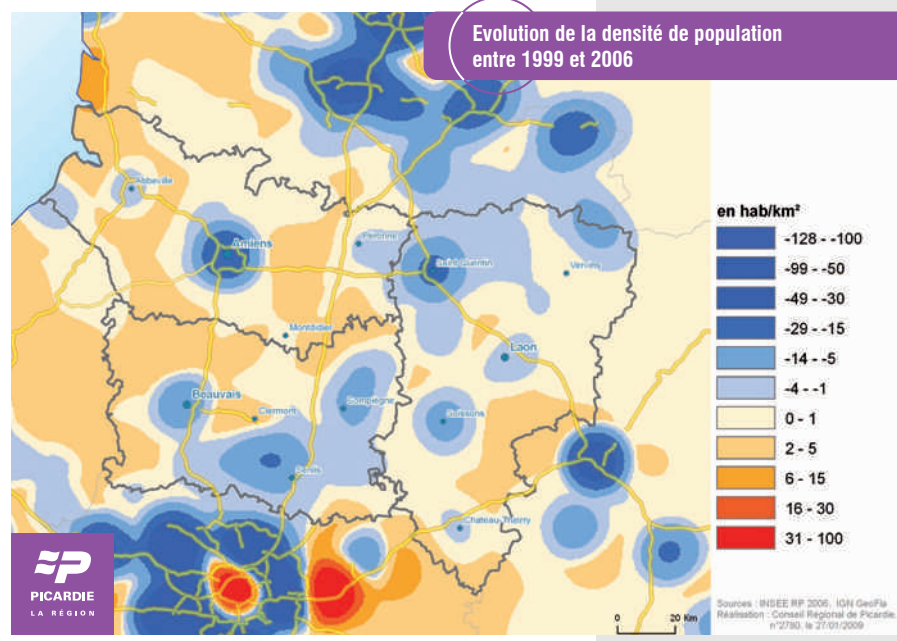 Evolution de la densité de population
entre 1999 et 2006
Abbeville
Amiens
Péronne
Saint-Quentin
Vervins
Montdidier
Laon
Beauvais
Clermont
Compiègne
Soissons
Senlis
Chateau-Thierry
en hab/km²
-128 - -100
-99 - -50
-49 - -30
-29 - -15
-14 - -5
-4 - -1
0 - 1
2 - 5
6 - 15
16 - 30
31 - 100
PICARDIE
LA RÉGION
0 20 Km
Sources : INSEE RP 2006, IGN GeoFla
Réalisation : Conseil Régional de Picardie,
n°2780, le 27/01/2009